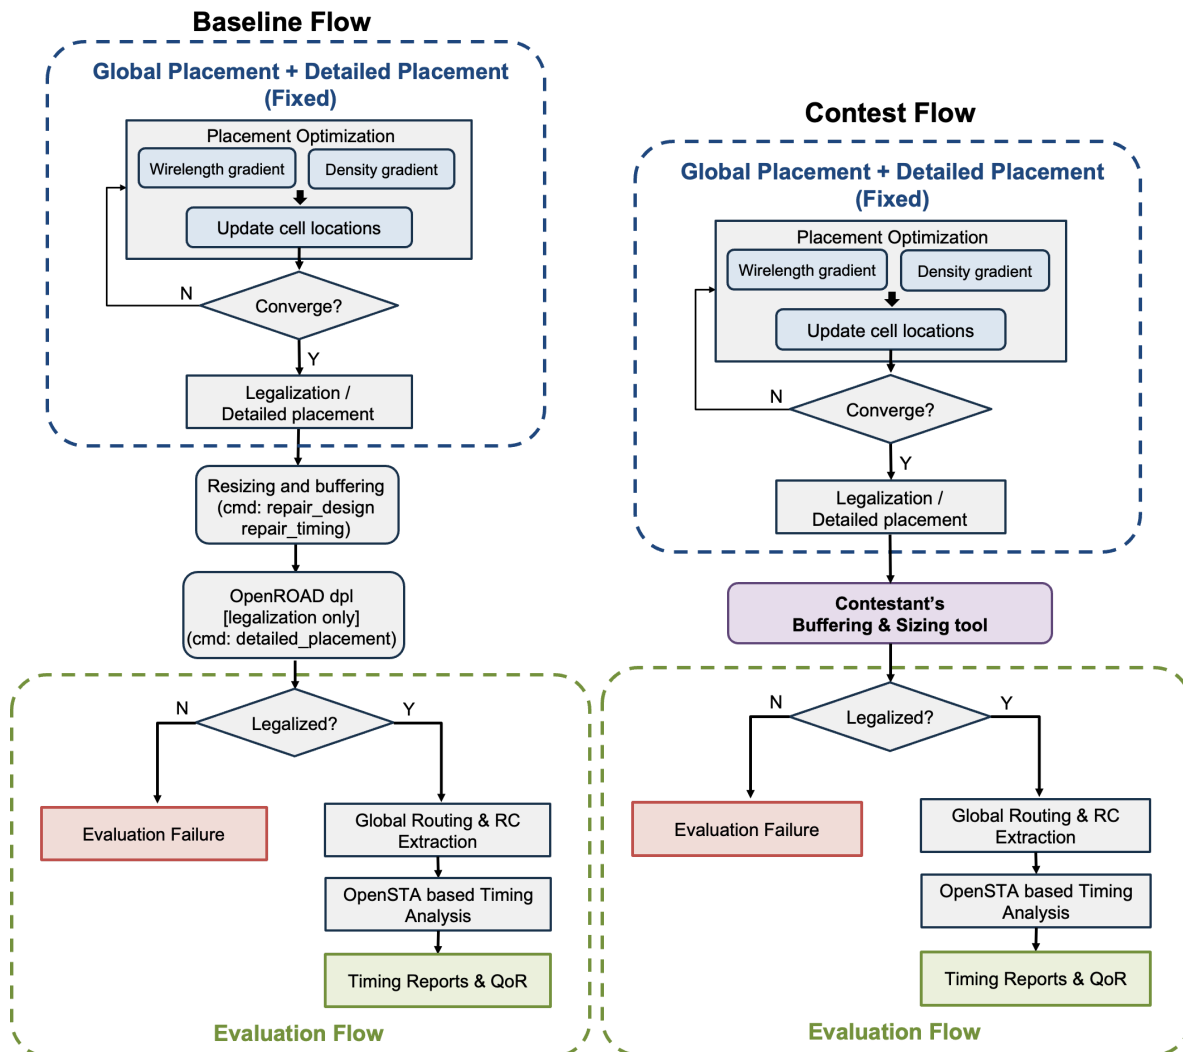 Baseline Flow
Global Placement + Detailed Placement
(Fixed)
Placement Optimization
Wirelength gradient
Density gradient
Update cell locations
N
Converge?
Y
Legalization /
Detailed placement
Resizing and buffering
(cmd: repair_design
repair_timing)
OpenROAD dpl
[legalization only]
(cmd: detailed_placement)
N
Legalized?
Y
Evaluation Failure
Global Routing & RC
Extraction
OpenSTA based Timing
Analysis
Timing Reports & QoR
Evaluation Flow
Contest Flow
Global Placement + Detailed Placement
(Fixed)
Placement Optimization
Wirelength gradient
Density gradient
Update cell locations
N
Converge?
Y
Legalization /
Detailed placement
Contestant's
Buffering & Sizing tool
N
Legalized?
Y
Evaluation Failure
Global Routing & RC
Extraction
OpenSTA based Timing
Analysis
Timing Reports & QoR
Evaluation Flow